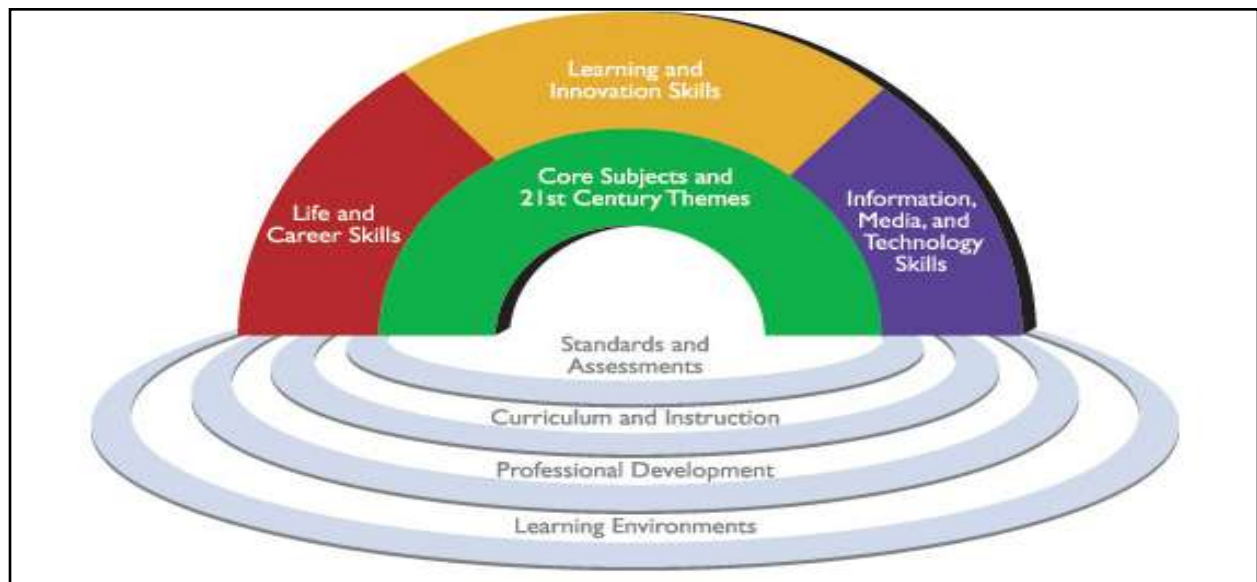 Learning and
Innovation Skills
Core Subjects and
21st Century Themes
Life and
Career Skills
Information,
Media, and
Technology
Skills
Standards and
Assessments
Curriculum and Instruction
Professional Development
Learning Environments